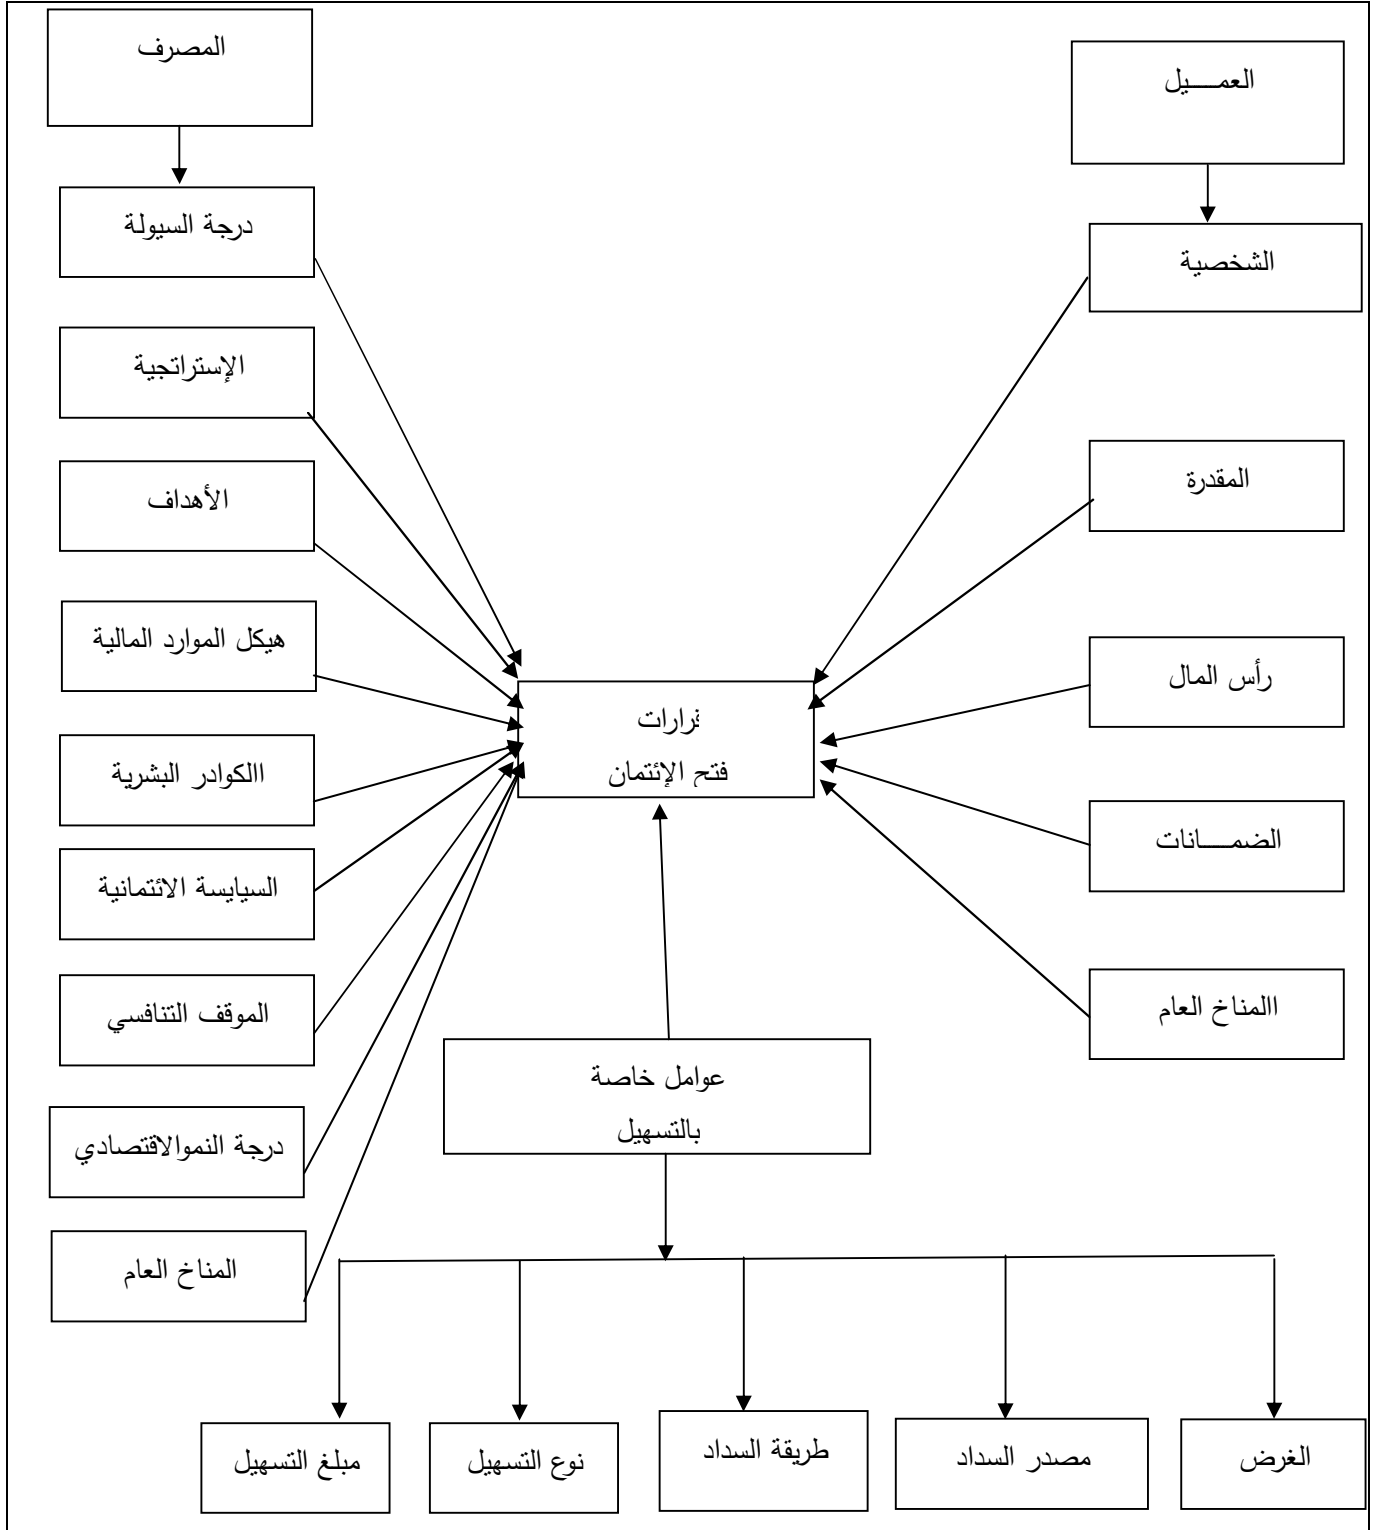 المصرف
العمــــيل
درجة السيولة
الشخصية
الإستراتجية
المقدرة
الأهداف
هيكل الموارد المالية
رأس المال
قرارات
فتح الإئتمان
االكوادر البشرية
الضمــــانات
السيايسة الائتمانية
الموقف التنافسي
االمناخ العام
عوامل خاصة
بالتسهيل
درجة النموالاقتصادي
المناخ العام
الغرض
مصدر السداد
طريقة السداد
نوع التسهيل
مبلغ التسهيل